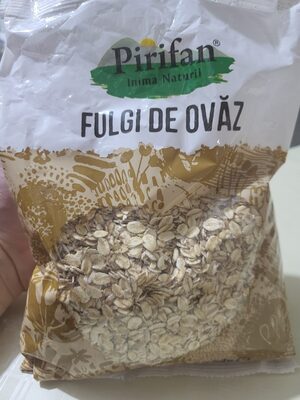 Pirifan®
Inima Naturii
FULGI DE OVĂZ